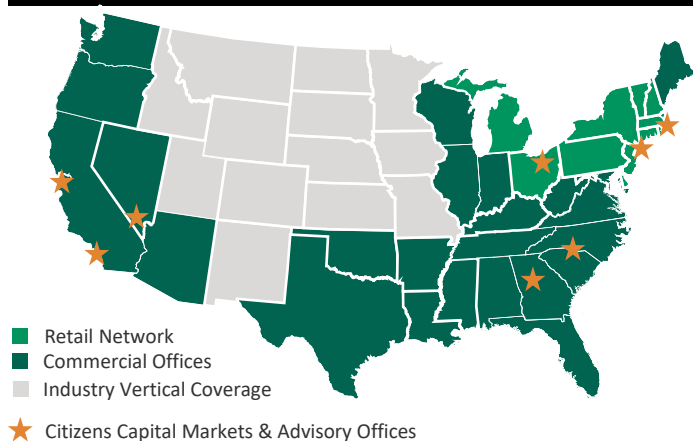 Retail Network
Commercial Offices
Industry Vertical Coverage
Citizens Capital Markets & Advisory Offices